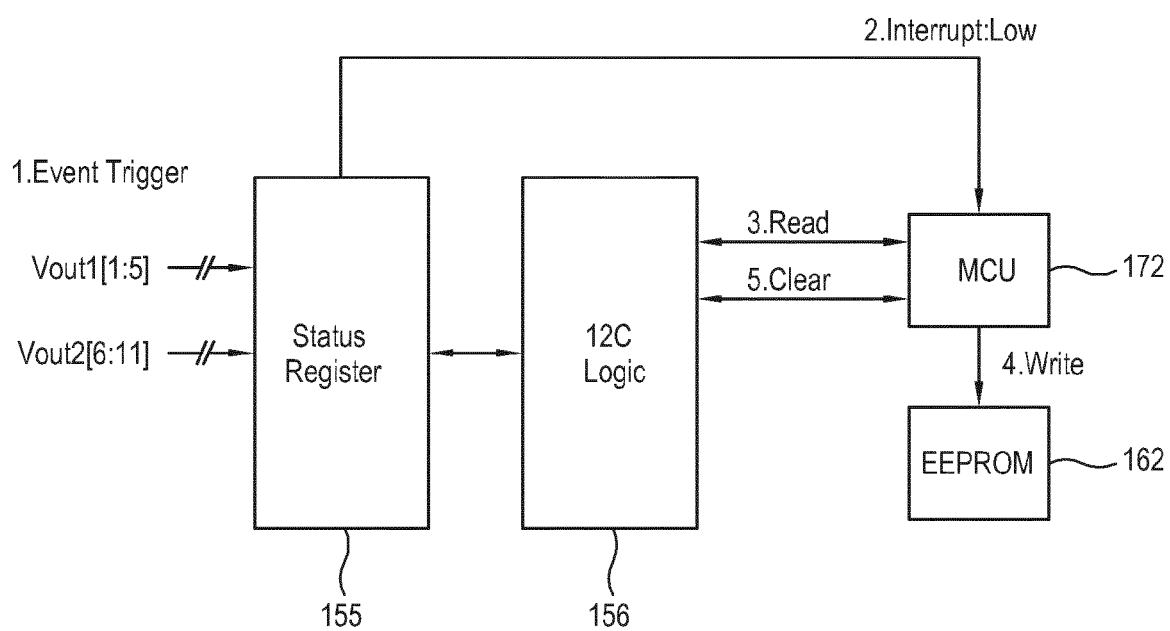 2.Interrupt:Low
1.Event Trigger
Vout1[1:5]
Vout2[6:11]
Status
Register
12C
Logic
3.Read
5.Clear
MCU
172
4.Write
EEPROM
162
155
156